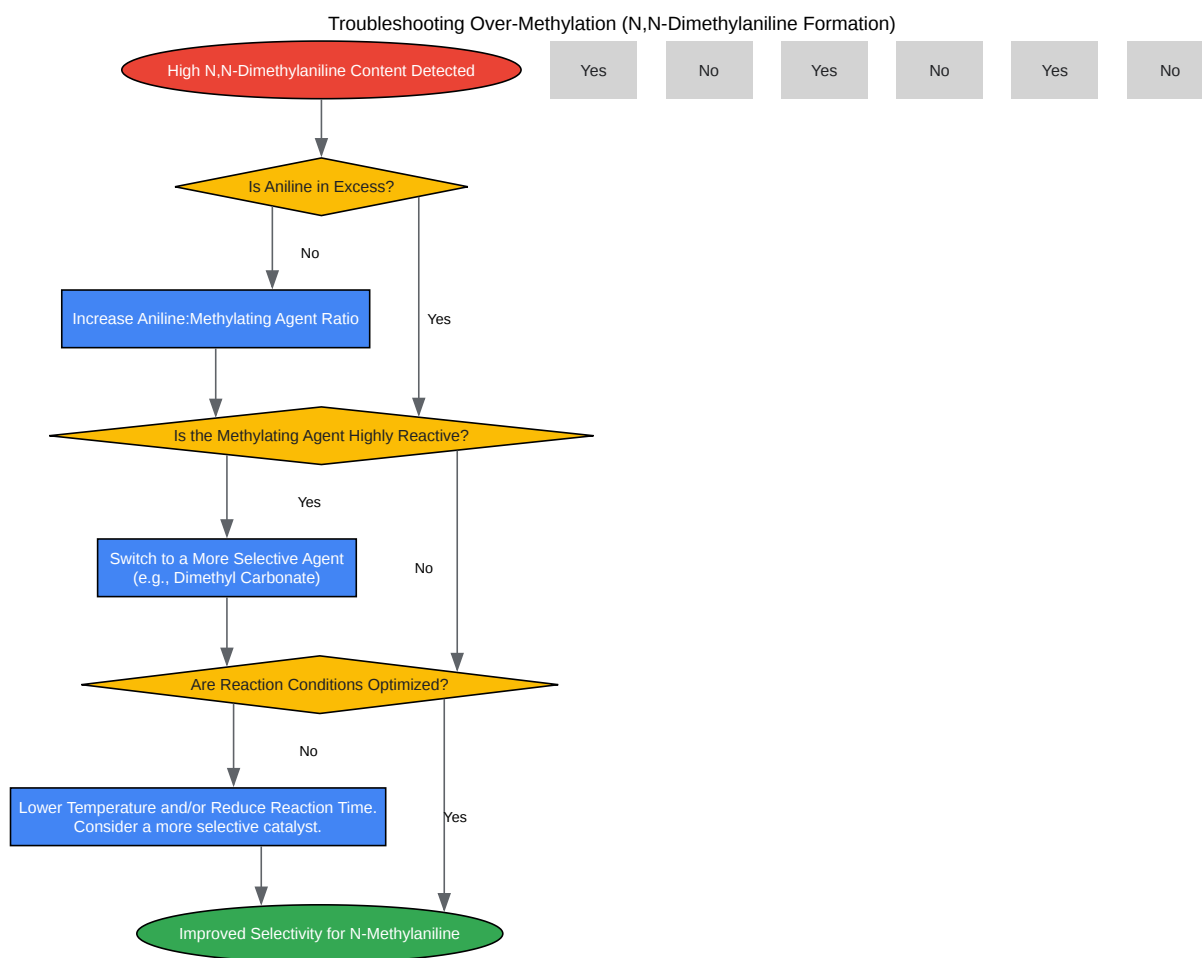 Troubleshooting Over-Methylation (N,N-Dimethylaniline Formation)
High N,N-Dimethylaniline Content Detected
Yes
No
Yes
No
Yes
No
Is Aniline in Excess?
No
Increase Aniline:Methylating Agent Ratio
Yes
Is the Methylating Agent Highly Reactive?
Yes
Switch to a More Selective Agent
(e.g., Dimethyl Carbonate)
No
Are Reaction Conditions Optimized?
No
Lower Temperature and/or Reduce Reaction Time.
Consider a more selective catalyst.
Yes
Improved Selectivity for N-Methylaniline